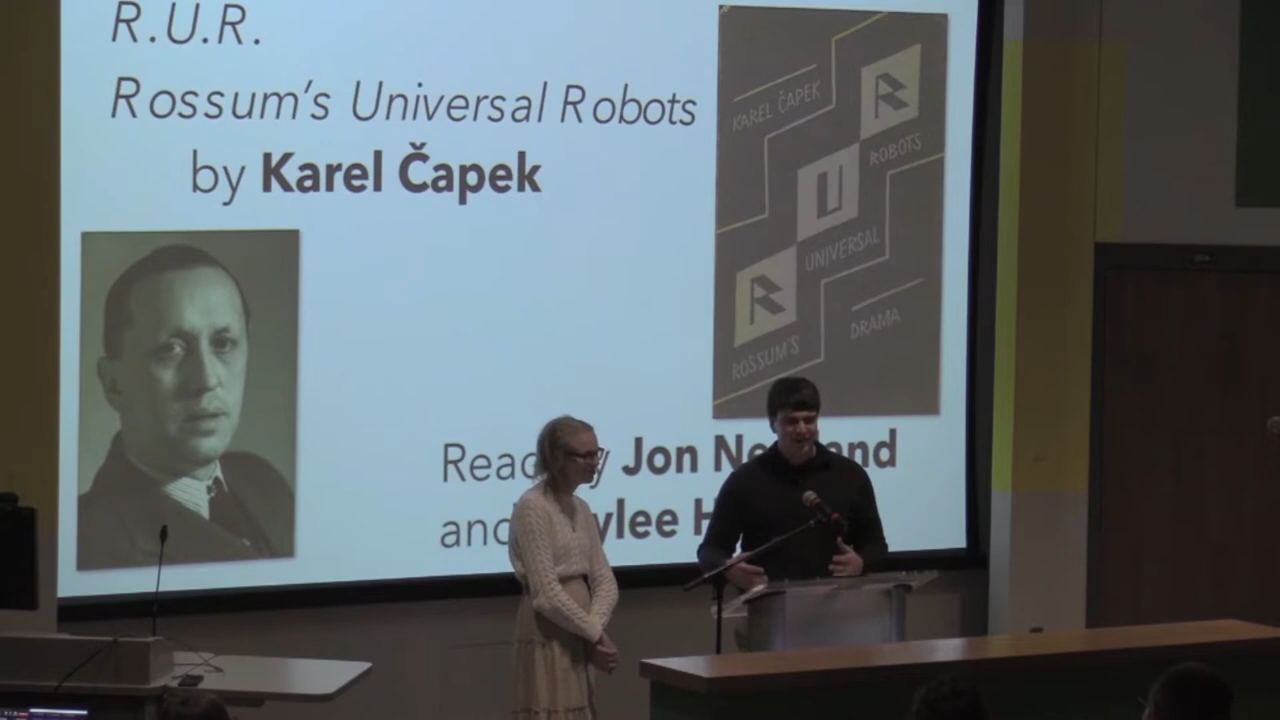 R.U.R.
Rossum's Universal Robots
by Karel Čapek
KAREL ČAPEK
R
ROBOTS
U
UNIVERSAL
R
ROSSUM'S
DRAMA
Jon
and